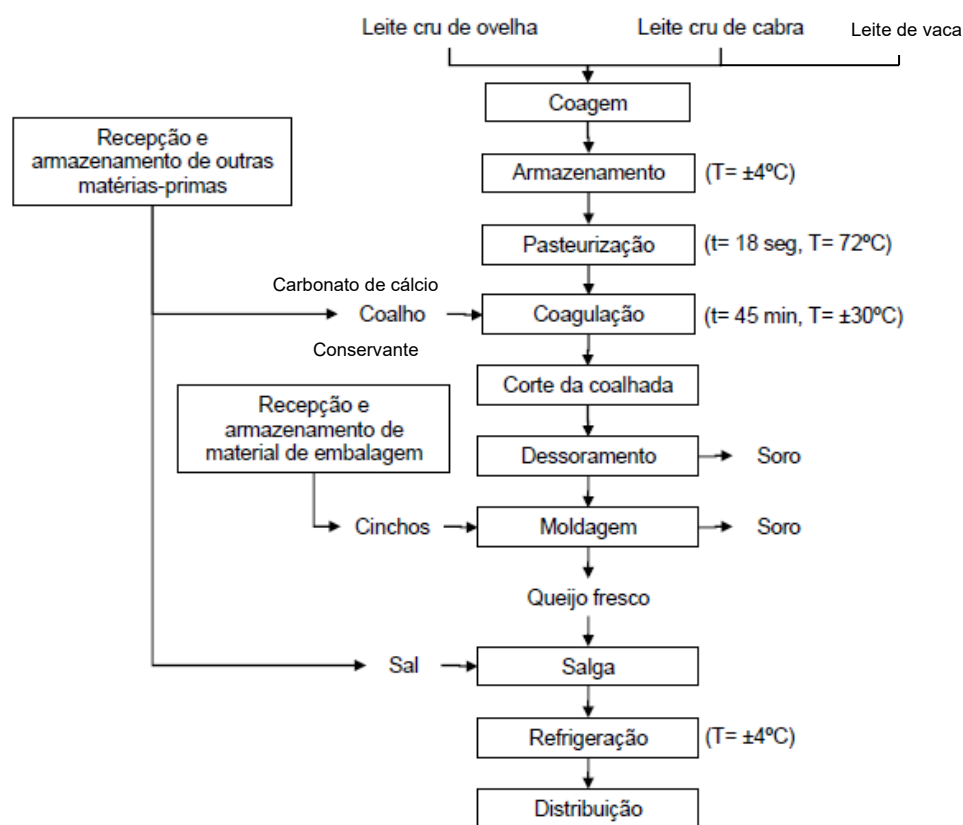 Leite cru de ovelha
Leite cru de cabra
Leite de vaca
Coagem
Recepção e
armazenamento de outras
matérias-primas
Armazenamento
(T= ±4ºC)
Pasteurização
(t= 18 seg, T= 72ºC)
Carbonato de cálcio
Coalho
Coagulação
(t= 45 min, T= ±30ºC)
Conservante
Corte da coalhada
Recepção e
armazenamento de
material de embalagem
Dessoramento
Soro
Cinchos
Moldagem
Soro
Queijo fresco
Sal
Salga
Refrigeração
(T= ±4ºC)
Distribuição